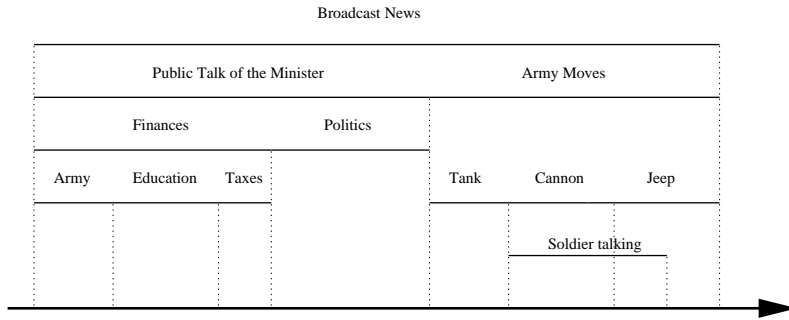 Broadcast News
Public Talk of the Minister Army Moves
Finances Politics
Army Education Taxes Tank Cannon Jeep
Soldier talking